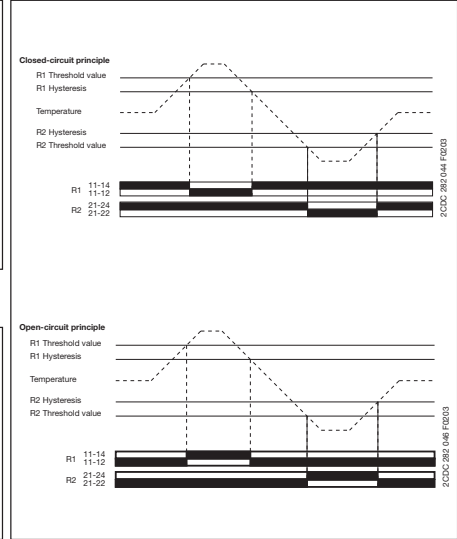 Closed-circuit principle
R1 Threshold value
R1 Hysteresis
Temperature
R2 Hysteresis
R2 Threshold value
R1 11-14
11-12
R2 21-24
21-22
2CDC 282 044 F0203
Open-circuit principle
R1 Threshold value
R1 Hysteresis
Temperature
R2 Hysteresis
R2 Threshold value
R1 11-14
11-12
R2 21-24
21-22
2CDC 282 046 F0203